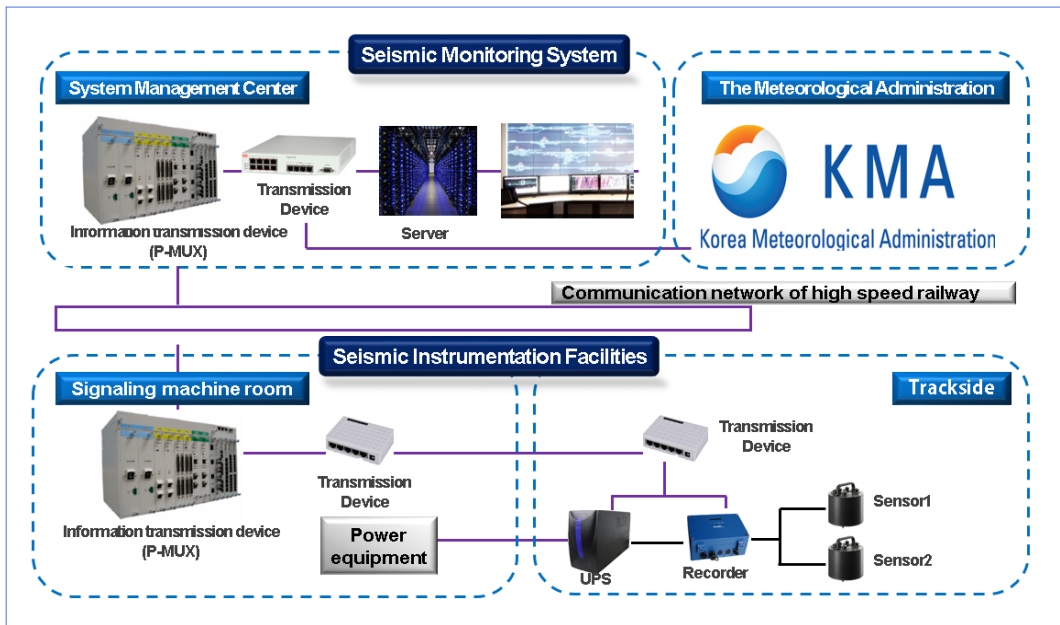 Seismic Monitoring System
System Management Center
The Meteorological Administration
Transmission
Device
Information transmission device
(P-MUX)
Server
KMA
Korea Meteorological Administration
Communication network of high speed railway
Seismic Instrumentation Facilities
Signaling machine room
Trackside
Transmission
Device
Transmission
Device
Information transmission device
(P-MUX)
Power
equipment
UPS
Recorder
Sensor1
Sensor2